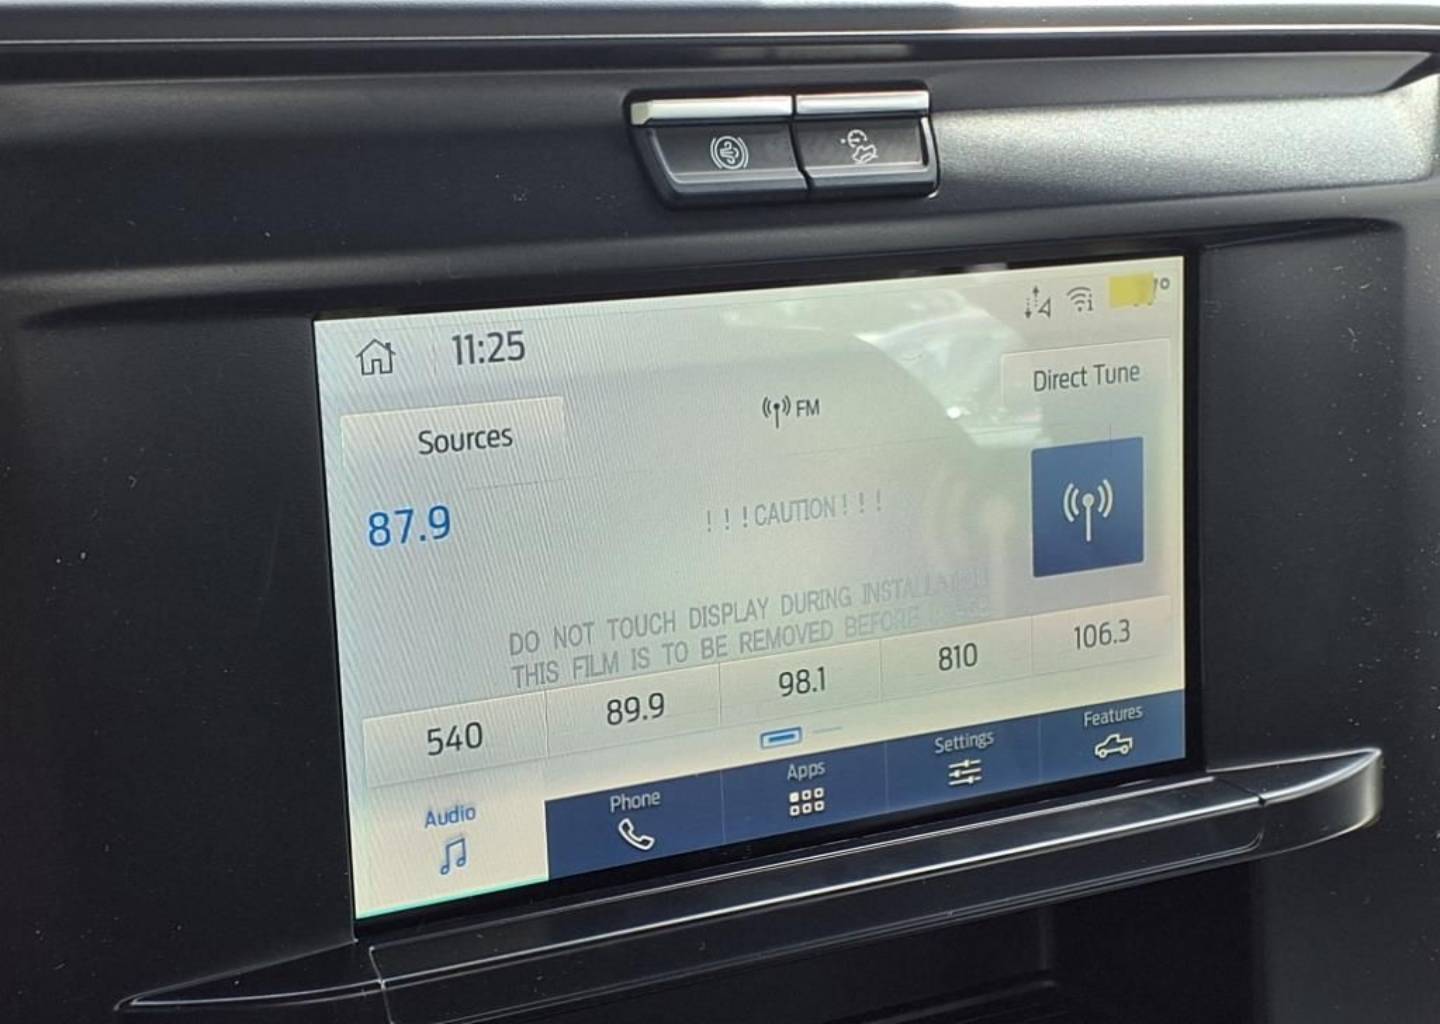 11:25
Direct Tune
FM
Sources
87.9
! ! ! CAUTION ! ! !
DO NOT TOUCH DISPLAY DURING
THIS FILM IS TO BE REMOVED BEFORE
540 89.9 98.1 810 106.3
Audio Phone Apps Settings Features